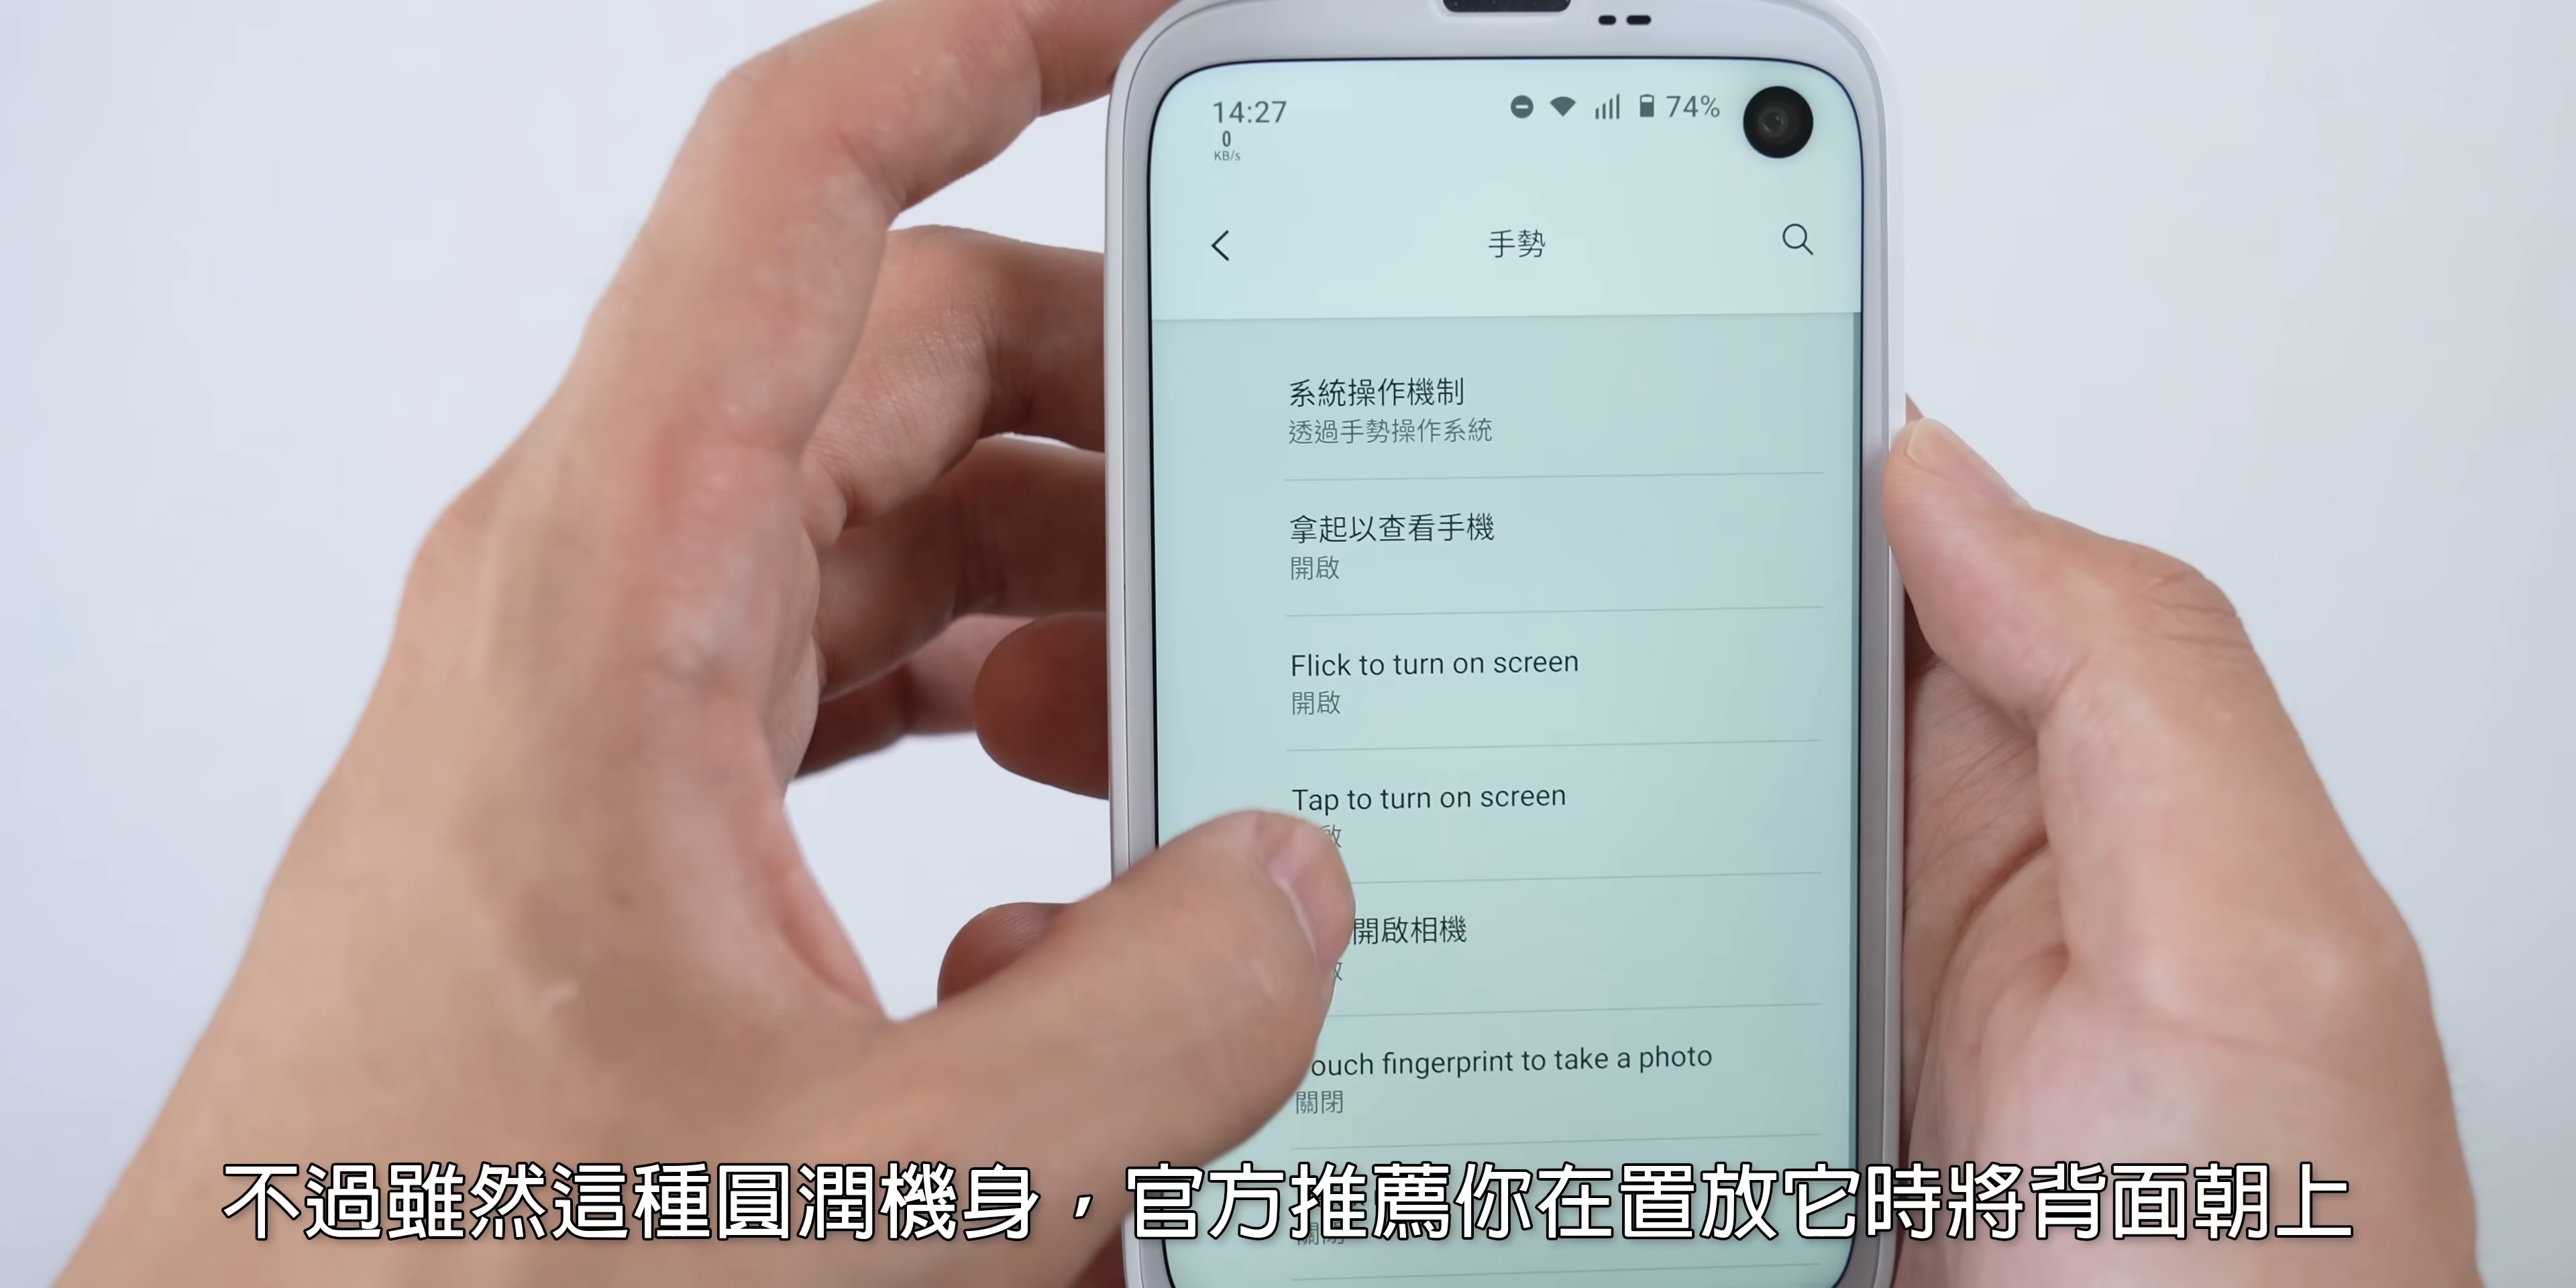 14:27
74%
0
KB/s
手勢
系統操作機制
透過手勢操作系統
拿起以查看手機
開啟
Flick to turn on screen
開啟
Tap to turn on screen
啟
開啟相機
ouch fingerprint to take a photo
關閉
不過雖然這種圓潤機身，官方推薦你在置放它時將背面朝上